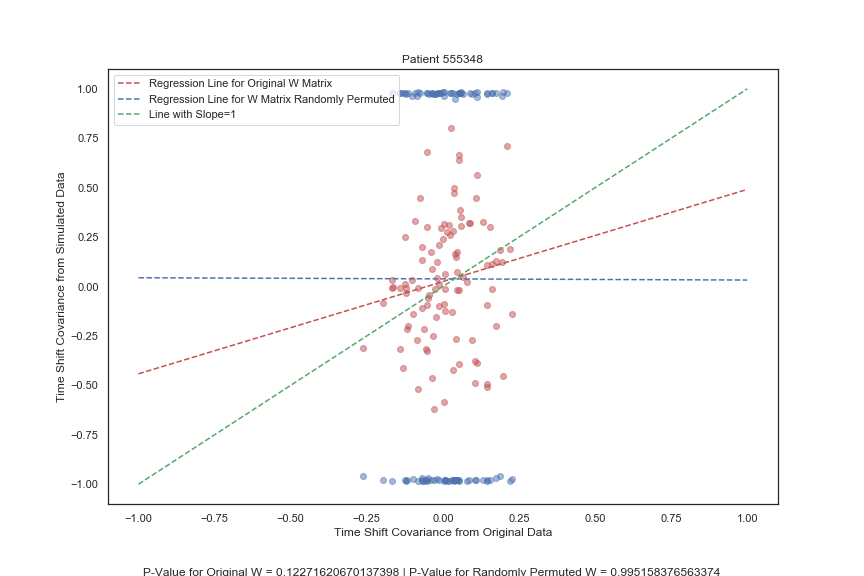 Patient 555348
Regression Line for Original W Matrix
Regression Line for W Matrix Randomly Permuted
Line with Slope=1
Time Shift Covariance from Simulated Data
1.00
0.75
0.50
0.25
0.00
−0.25
−0.50
−0.75
−1.00
−1.00 −0.75 −0.50 −0.25 0.00 0.25 0.50 0.75 1.00
Time Shift Covariance from Original Data
P-Value for Original W = 0.12271620670137398 | P-Value for Randomly Permuted W = 0.995158376563374